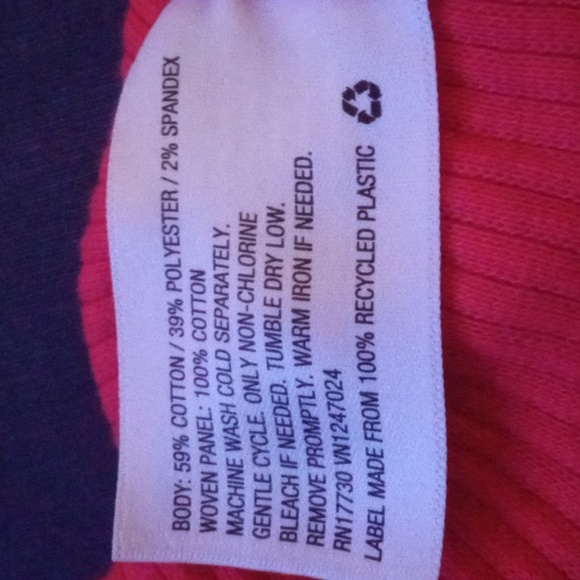 BODY: 59% COTTON / 39% POLYESTER / 2% SPANDEX
WOVEN PANEL: 100% COTTON
MACHINE WASH COLD SEPARATELY.
GENTLE CYCLE. ONLY NON-CHLORINE
BLEACH IF NEEDED. TUMBLE DRY LOW.
REMOVE PROMPTLY. WARM IRON IF NEEDED.
RN17730 VN1247024
LABEL MADE FROM 100% RECYCLED PLASTIC